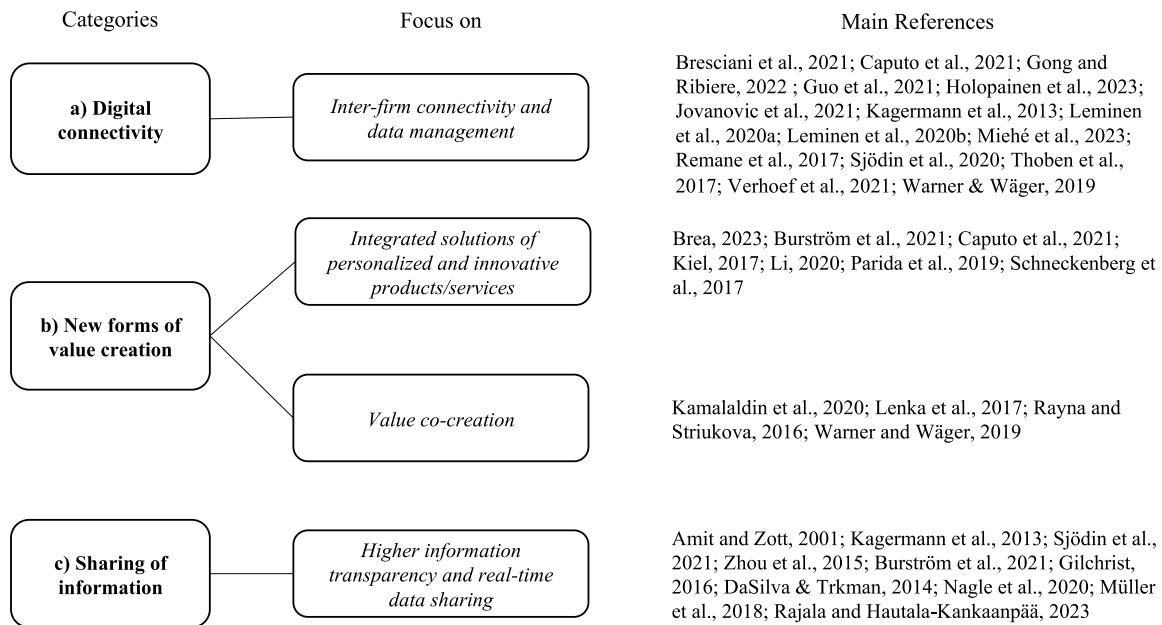 Categories
Focus on
Main References
a) Digital
connectivity
Inter-firm connectivity and
data management
Bresciani et al., 2021; Caputo et al., 2021; Gong and
Ribiere, 2022 ; Guo et al., 2021; Holopainen et al., 2023;
Jovanovic et al., 2021; Kagermann et al., 2013; Leminen
et al., 2020a; Leminen et al., 2020b; Miehé et al., 2023;
Remane et al., 2017; Sjödin et al., 2020; Thoben et al.,
2017; Verhoef et al., 2021; Warner & Wäger, 2019
b) New forms of
value creation
Integrated solutions of
personalized and innovative
products/services
Brea, 2023; Burström et al., 2021; Caputo et al., 2021;
Kiel, 2017; Li, 2020; Parida et al., 2019; Schneckenberg et
al., 2017
Value co-creation
Kamalaldin et al., 2020; Lenka et al., 2017; Rayna and
Striukova, 2016; Warner and Wäger, 2019
c) Sharing of
information
Higher information
transparency and real-time
data sharing
Amit and Zott, 2001; Kagermann et al., 2013; Sjödin et al.,
2021; Zhou et al., 2015; Burström et al., 2021; Gilchrist,
2016; DaSilva & Trkman, 2014; Nagle et al., 2020; Müller
et al., 2018; Rajala and Hautala-Kankaanpää, 2023